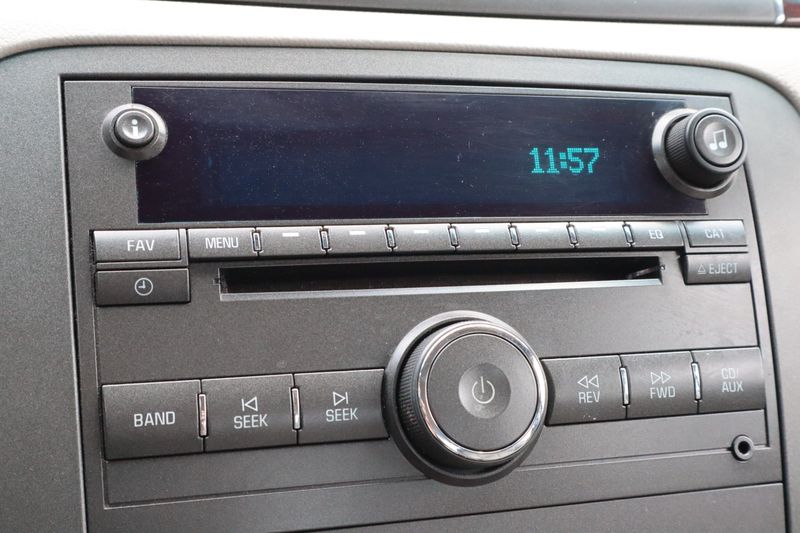 i
11:57
FAV
MENU
EQ
CAT
EJECT
BAND
SEEK
SEEK
REV
FWD
CD/
AUX